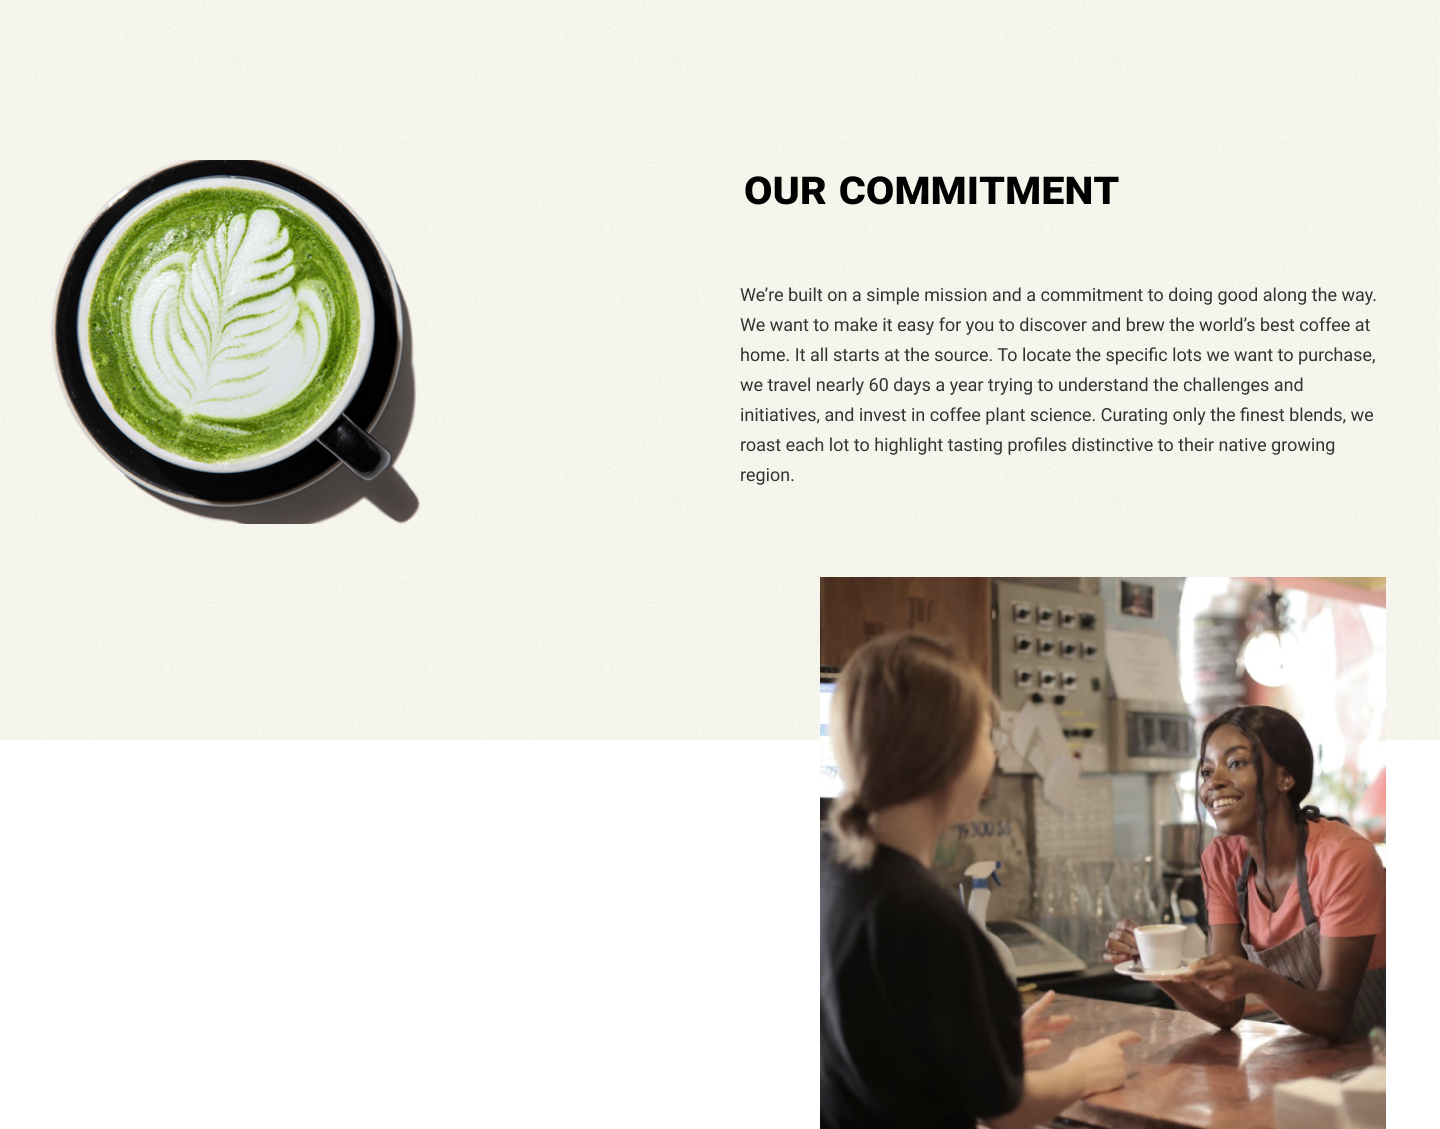 OUR COMMITMENT
We’re built on a simple mission and a commitment to doing good along the way.
We want to make it easy for you to discover and brew the world’s best coffee at
home. It all starts at the source. To locate the specific lots we want to purchase,
we travel nearly 60 days a year trying to understand the challenges and
initiatives, and invest in coffee plant science. Curating only the finest blends, we
roast each lot to highlight tasting profiles distinctive to their native growing
region.